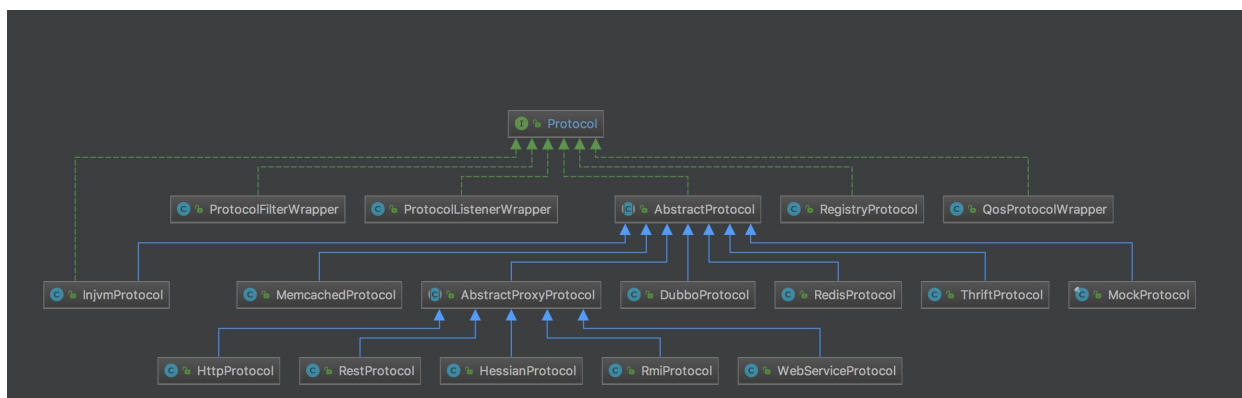 Protocol
ProtocolFilterWrapper
ProtocolListenerWrapper
AbstractProtocol
RegistryProtocol
QosProtocolWrapper
InjvmProtocol
MemcachedProtocol
AbstractProxyProtocol
DubboProtocol
RedisProtocol
ThriftProtocol
MockProtocol
HttpProtocol
RestProtocol
HessianProtocol
RmiProtocol
WebServiceProtocol